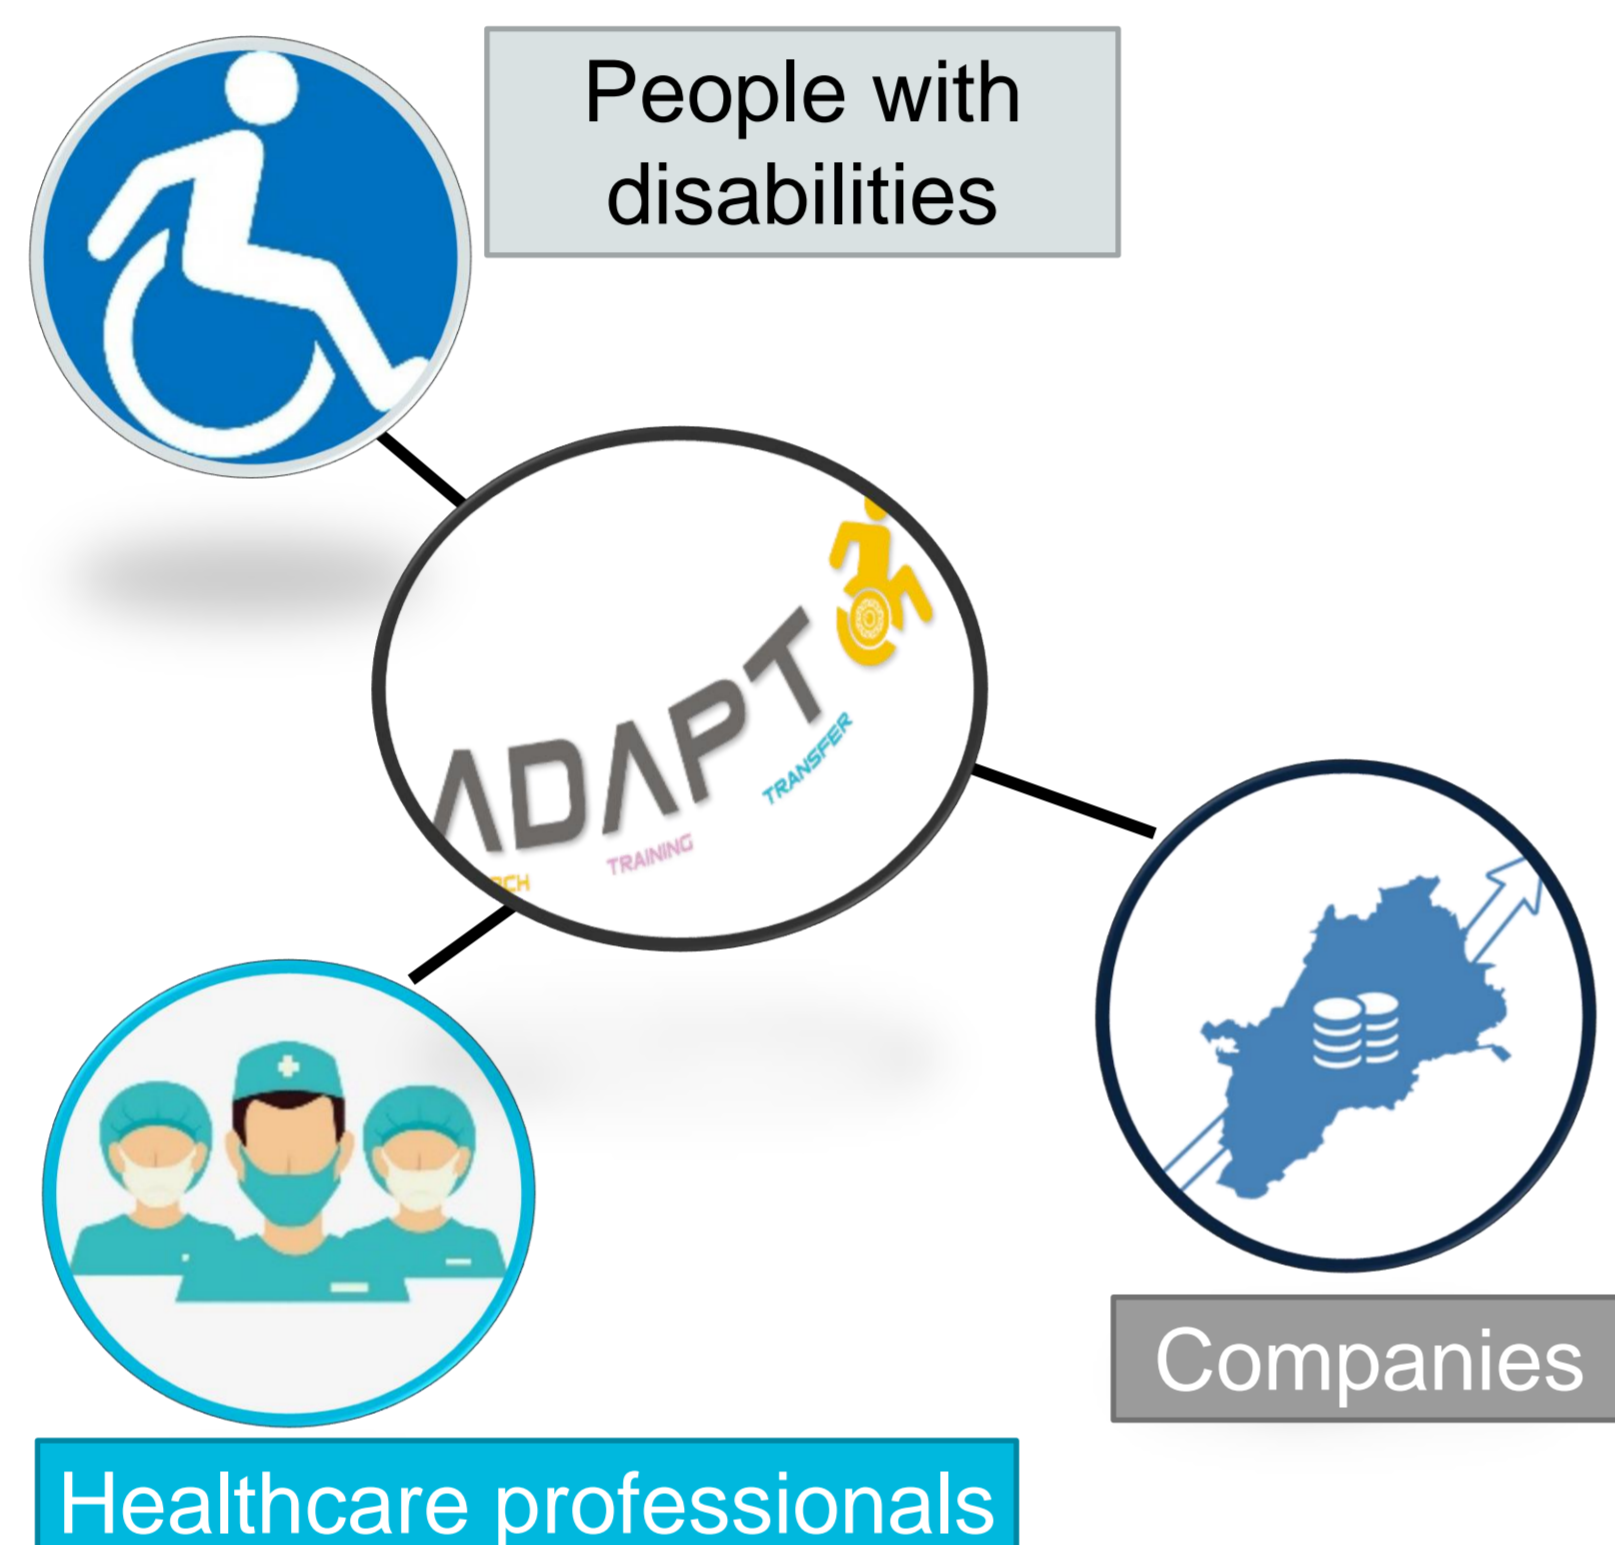 People with
disabilities
ADAPT
TRANSFER
TRAINING
Companies
Healthcare professionals